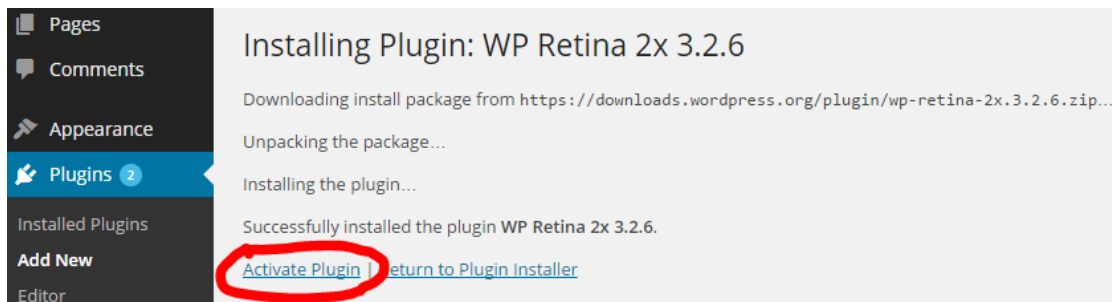 Pages
Comments
Appearance
Plugins 2
Installed Plugins
Add New
Editor
Installing Plugin: WP Retina 2x 3.2.6
Downloading install package from https://downloads.wordpress.org/plugin/wp-retina-2x.3.2.6.zip...
Unpacking the package...
Installing the plugin...
Successfully installed the plugin WP Retina 2x 3.2.6.
Activate Plugin | eturn to Plugin Installer